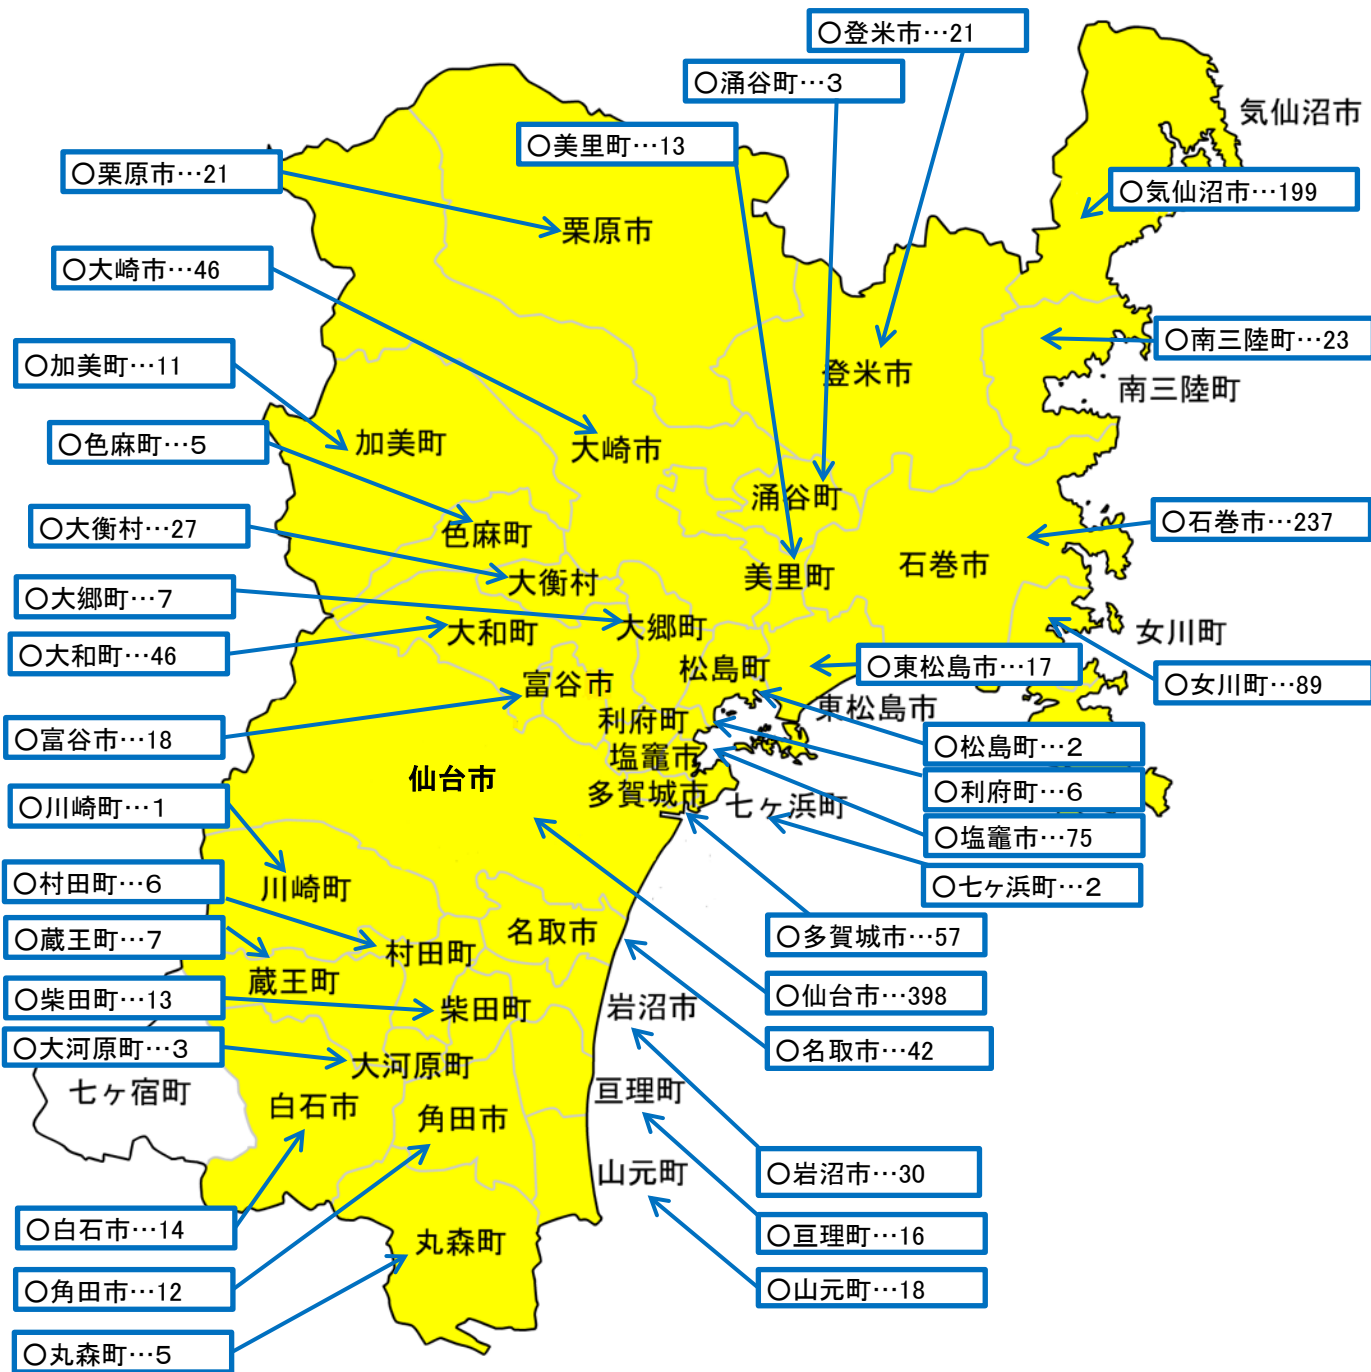 〇登米市…21
〇涌谷町…3
気仙沼市
〇美里町…13
〇栗原市…21
〇気仙沼市…199
栗原市
〇大崎市…46
〇南三陸町…23
〇加美町…11
登米市
南三陸町
〇色麻町…5
加美町
大崎市
涌谷町
〇大衡村…27
色麻町
〇石巻市…237
石巻市
大衡村
美里町
〇大郷町…7
大和町
大郷町
女川町
〇大和町…46
松島町
〇東松島市…17
富谷市
〇女川町…89
東松島市
利府町
〇富谷市…18
〇松島町…2
塩竈市
仙台市
〇利府町…6
多賀城市
七ヶ浜町
〇川崎町…1
〇塩竈市…75
〇村田町…6
川崎町
〇七ヶ浜町…2
〇蔵王町…7
名取市
〇多賀城市…57
村田町
蔵王町
〇柴田町…13
柴田町
〇仙台市…398
岩沼市
〇大河原町…3
〇名取市…42
大河原町
七ヶ宿町
白石市
角田市
亘理町
〇岩沼市…30
山元町
〇白石市…14
〇亘理町…16
丸森町
〇角田市…12
〇山元町…18
〇丸森町…5